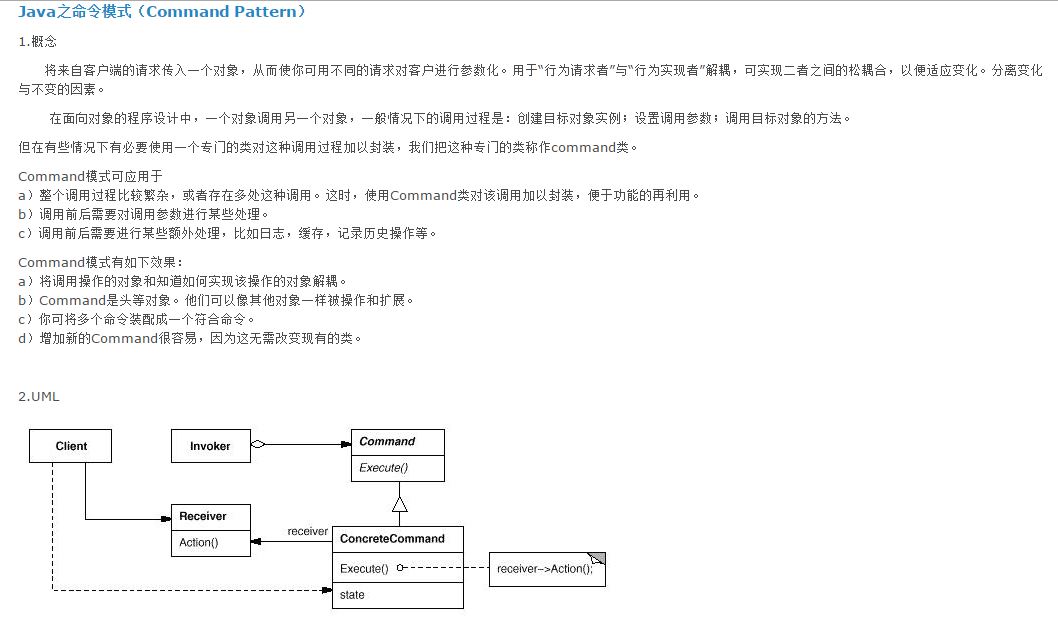 Java之命令模式（Command Pattern）
1.概念
将来自客户端的请求传入一个对象，从而使你可用不同的请求对客户进行参数化。用于“行为请求者”与“行为实现者”解耦，可实现二者之间的松耦合，以便适应变化。分离变化
与不变的因素。
在面向对象的程序设计中，一个对象调用另一个对象，一般情况下的调用过程是：创建目标对象实例；设置调用参数；调用目标对象的方法。
但在有些情况下有必要使用一个专门的类对这种调用过程加以封装，我们把这种专门的类称作command类。
Command模式可应用于
a）整个调用过程比较繁杂，或者存在多处这种调用。这时，使用Command类对该调用加以封装，便于功能的再利用。
b）调用前后需要对调用参数进行某些处理。
c）调用前后需要进行某些额外处理，比如日志，缓存，记录历史操作等。
Command模式有如下效果：
a）将调用操作的对象和知道如何实现该操作的对象解耦。
b）Command是头等对象。他们可以像其他对象一样被操作和扩展。
c）你可将多个命令装配成一个符合命令。
d）增加新的Command很容易，因为这无需改变现有的类。
2.UML
Client
Invoker
Command
Execute()
Receiver
Action()
receiver
ConcreteCommand
Execute()
receiver->Action();
state